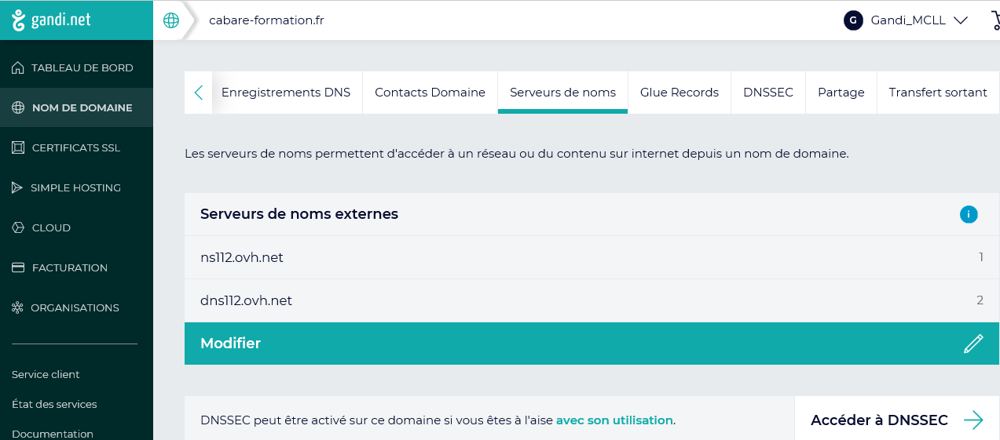 gandi.net
cabare-formation.fr
G Gandi_MCLL
TABLEAU DE BORD
NOM DE DOMAINE
CERTIFICATS SSL
SIMPLE HOSTING
CLOUD
FACTURATION
ORGANISATIONS
Service client
État des services
Documentation
Enregistrements DNS Contacts Domaine Serveurs de noms Glue Records DNSSEC Partage Transfert sortant
Les serveurs de noms permettent d'accéder à un réseau ou du contenu sur internet depuis un nom de domaine.
Serveurs de noms externes i
ns112.ovh.net 1
dns112.ovh.net 2
Modifier
DNSSEC peut être activé sur ce domaine si vous êtes à l'aise avec son utilisation.
Accéder à DNSSEC